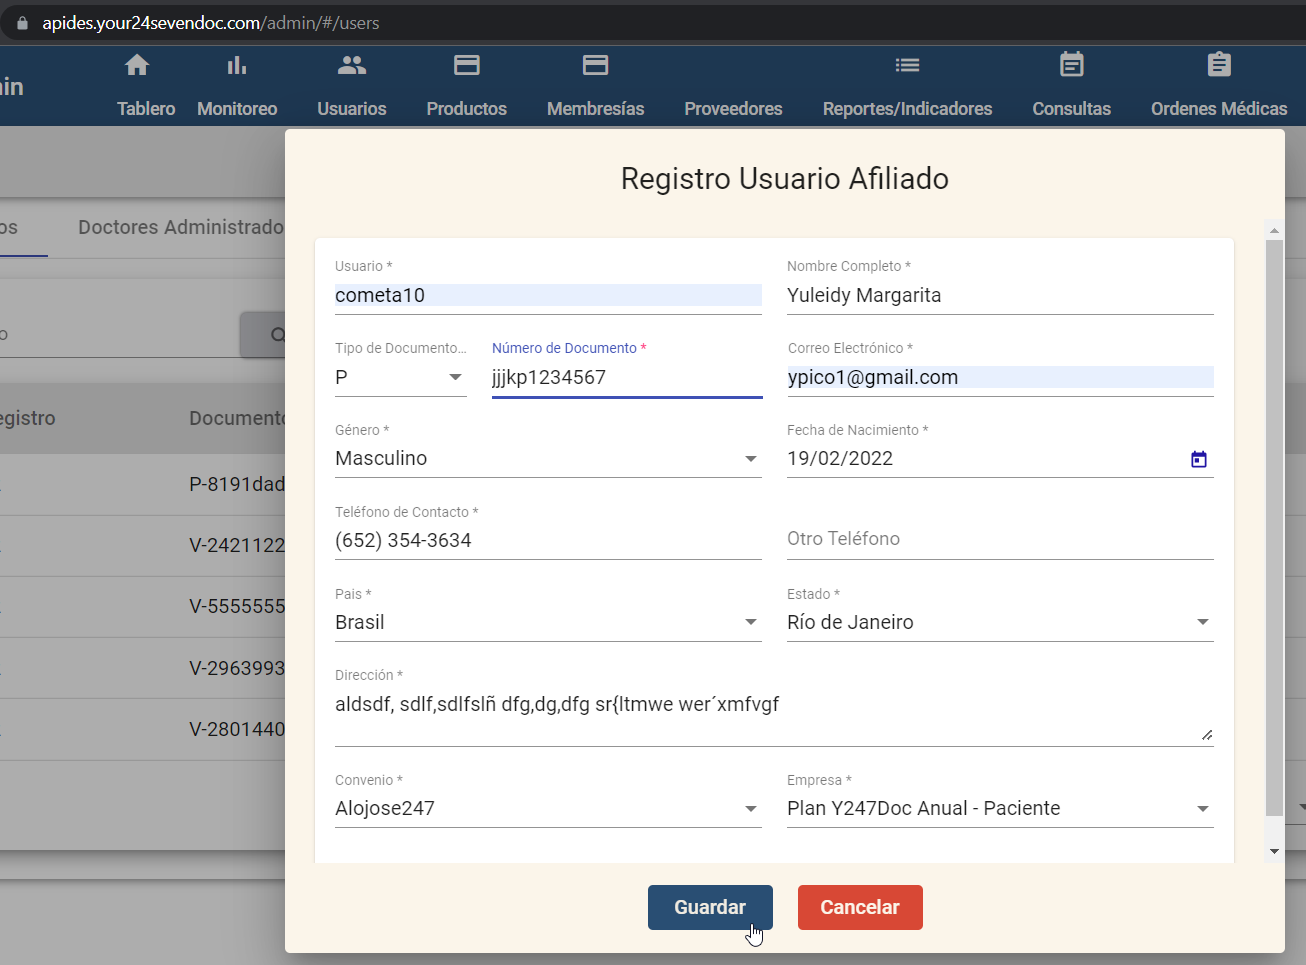 apides.your24sevendoc.com/admin/#/users
in
Tablero
Monitoreo
Usuarios
Productos
Membresías
Proveedores
Reportes/Indicadores
Consultas
Ordenes Médicas
Registro Usuario Afiliado
os
Doctores Administrado
o
egistro
Documento
P-8191dad
V-2421122
V-5555555
V-2963993
V-2801440
Usuario *
cometa10
Nombre Completo *
Yuleidy Margarita
Tipo de Documento...
P
Número de Documento *
jjjkp1234567
Correo Electrónico *
ypico1@gmail.com
Género *
Masculino
Fecha de Nacimiento *
19/02/2022
Teléfono de Contacto *
(652) 354-3634
Otro Teléfono
Pais *
Brasil
Estado *
Río de Janeiro
Dirección *
aldsdf, sdlf,sdlfslñ dfg,dg,dfg sr{ltmwe wer´xmfvgf
Convenio *
Alojose247
Empresa *
Plan Y247Doc Anual - Paciente
Guardar
Cancelar